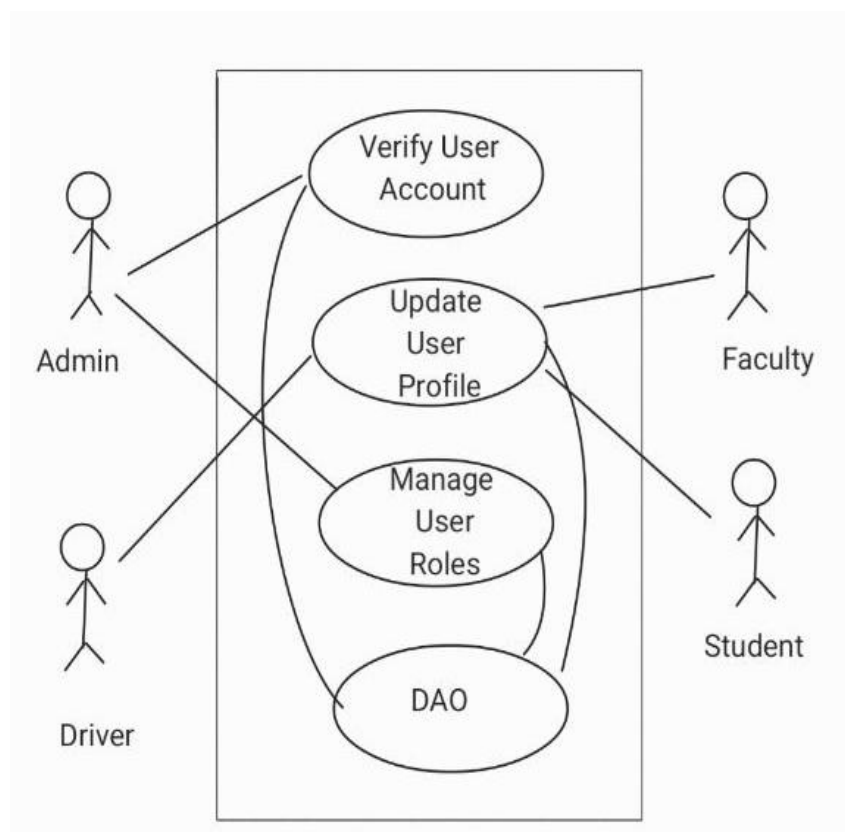 Verify User
Account
Admin
Update
User
Profile
Faculty
Manage
User
Roles
Student
DAO
Driver